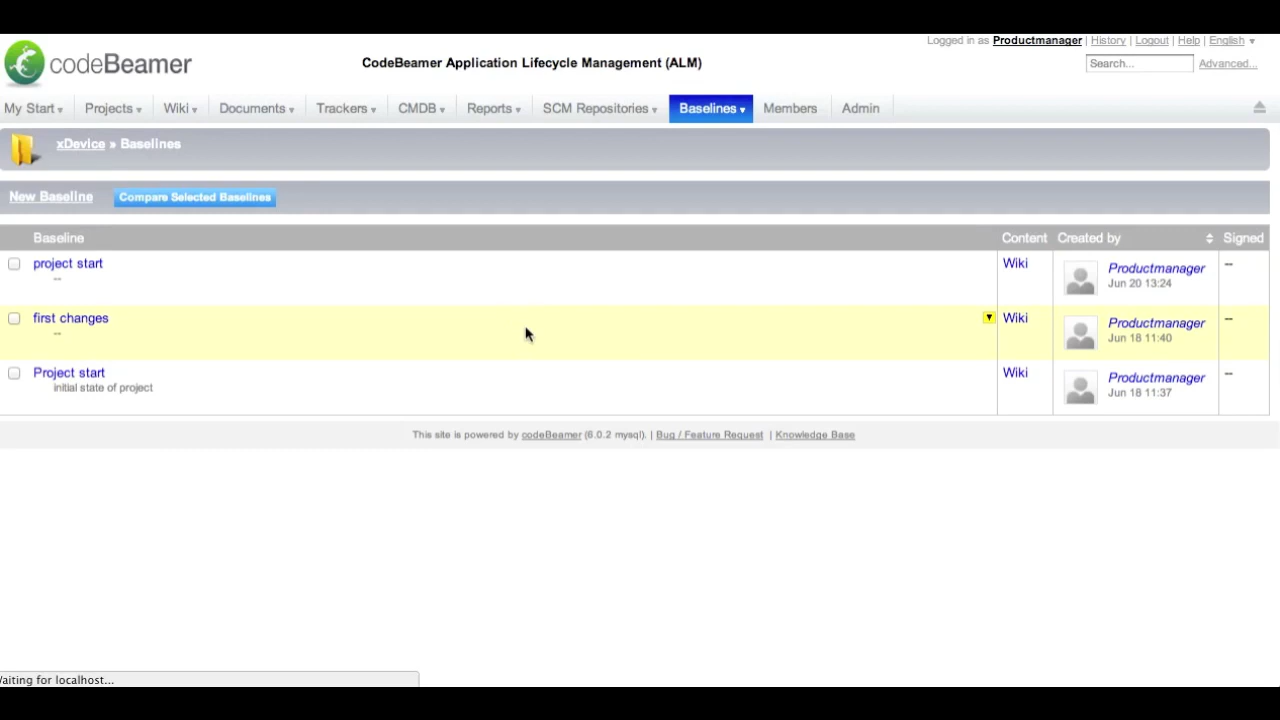 Logged in as Productmanager | History | Logout | Help | English
codeBeamer
CodeBeamer Application Lifecycle Management (ALM)
Search...
Advanced...
My Start
Projects
Wiki
Documents
Trackers
CMDB
Reports
SCM Repositories
Baselines
Members
Admin
xDevice » Baselines
New Baseline
Compare Selected Baselines
Baseline
Content
Created by
Signed
project start
--
Wiki
Productmanager
Jun 20 13:24
--
first changes
--
Wiki
Productmanager
Jun 18 11:40
--
Project start
initial state of project
Wiki
Productmanager
Jun 18 11:37
--
This site is powered by codeBeamer (6.0.2 mysql). | Bug / Feature Request | Knowledge Base
Waiting for localhost...